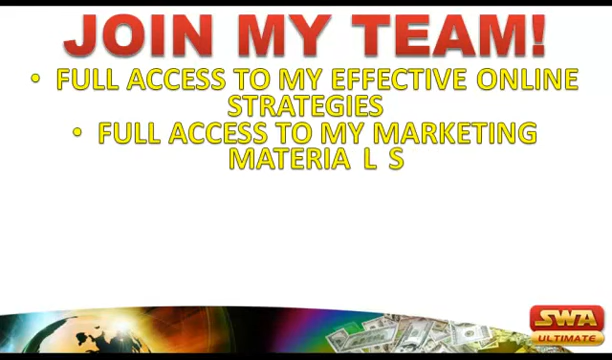 JOIN MY TEAM!
• FULL ACCESS TO MY EFFECTIVE ONLINE
STRATEGIES
• FULL ACCESS TO MY MARKETING
MATERIA L S
SWA
ULTIMATE